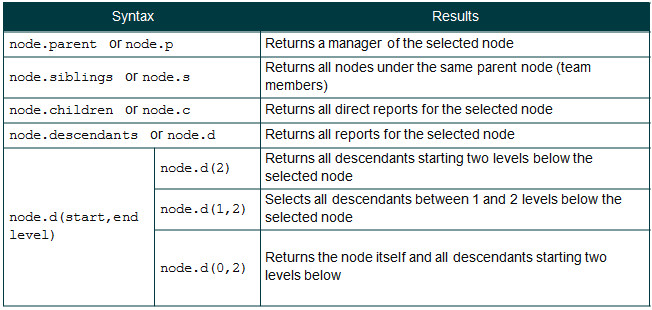 Syntax Results
node.parent or node.p Returns a manager of the selected node
node.siblings or node.s Returns all nodes under the same parent node (team
members)
node.children or node.c Returns all direct reports for the selected node
node.descendants or node.d Returns all reports for the selected node
node.d(start,end
level)
node.d(2) Returns all descendants starting two levels below the
selected node
node.d(1,2) Selects all descendants between 1 and 2 levels below the
selected node
node.d(0,2) Returns the node itself and all descendants starting two
levels below